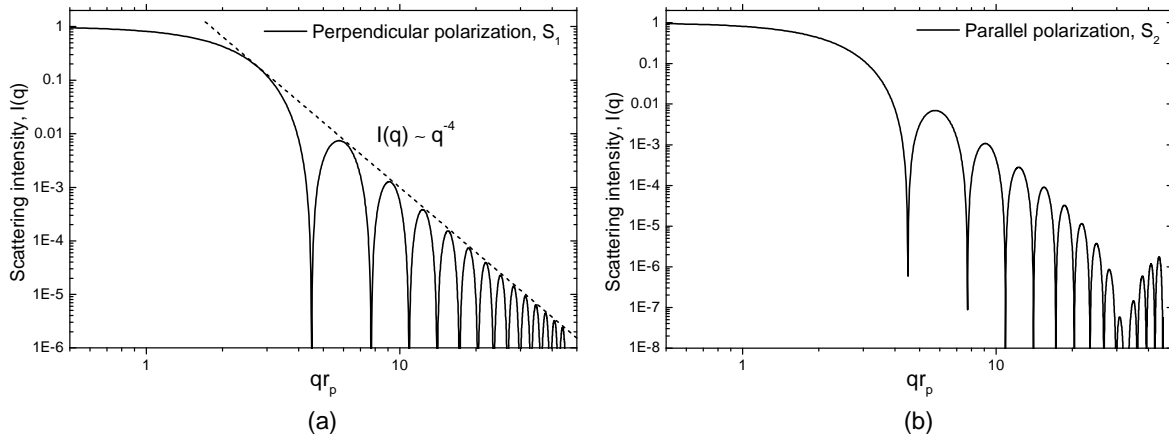 1
0.1
0.01
1E-3
1E-4
1E-5
1E-6
Scattering intensity, I(q)
Perpendicular polarization, S₁
I(q) ~ q⁻⁴
1
10
qrₚ
(a)
1
0.1
0.01
1E-3
1E-4
1E-5
1E-6
1E-7
1E-8
Scattering intensity, I(q)
Parallel polarization, S₂
1
10
qrₚ
(b)